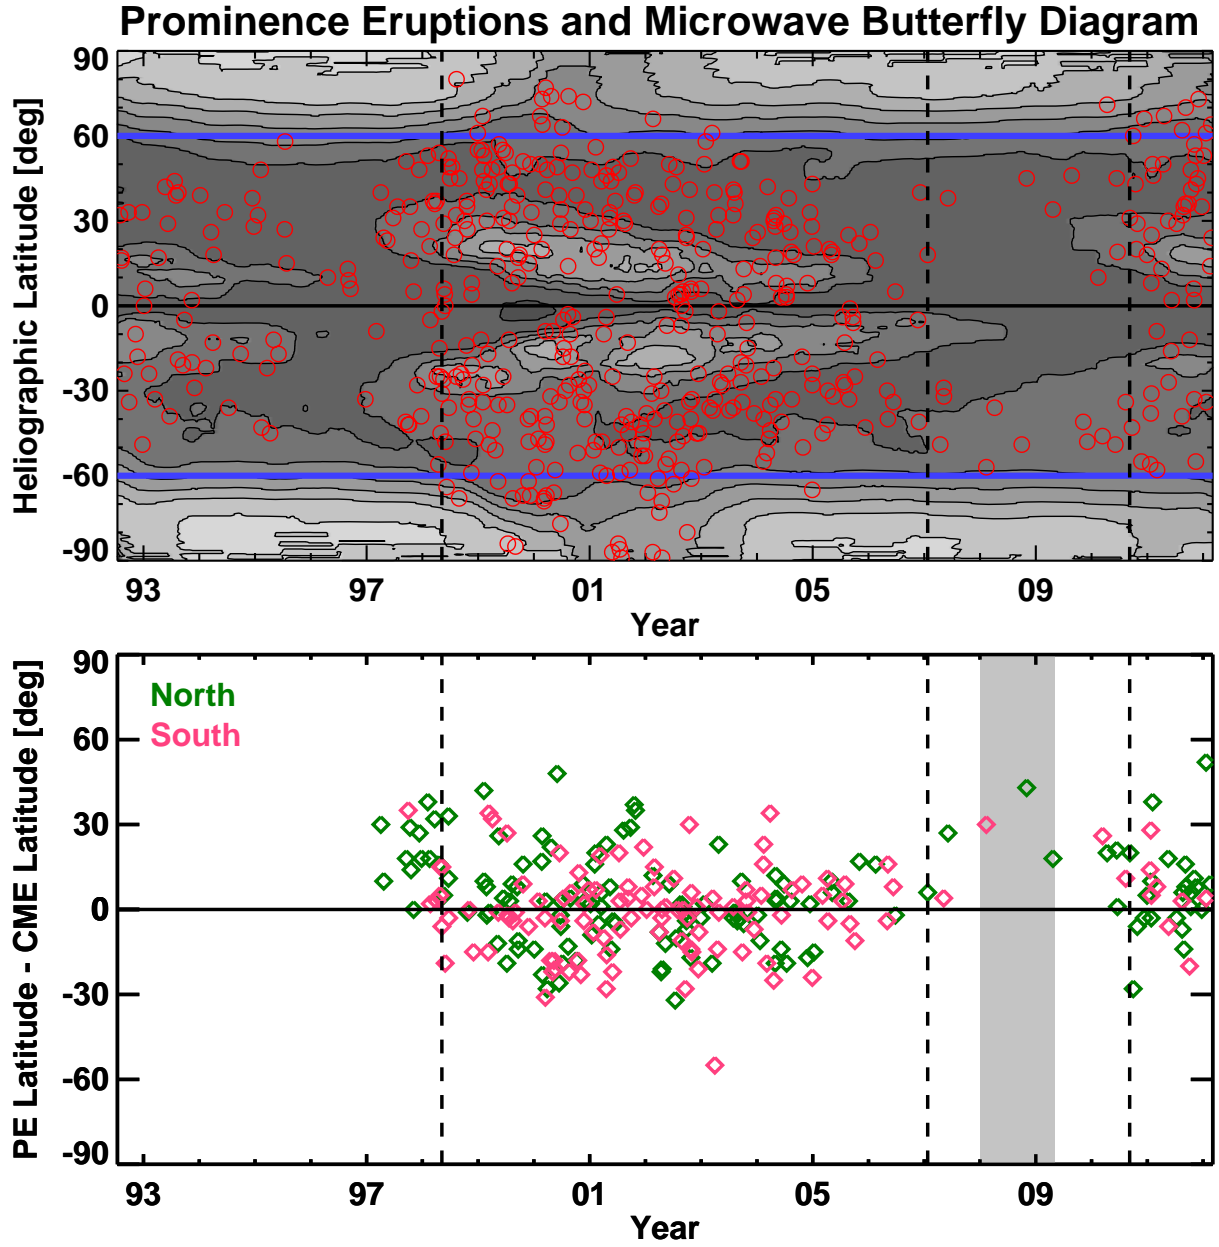 Prominence Eruptions and Microwave Butterfly Diagram
Heliographic Latitude [deg]
90
60
30
0
-30
-60
-90
93 97 01 05 09
Year
PE Latitude - CME Latitude [deg]
90
60
30
0
-30
-60
-90
North
South
93 97 01 05 09
Year